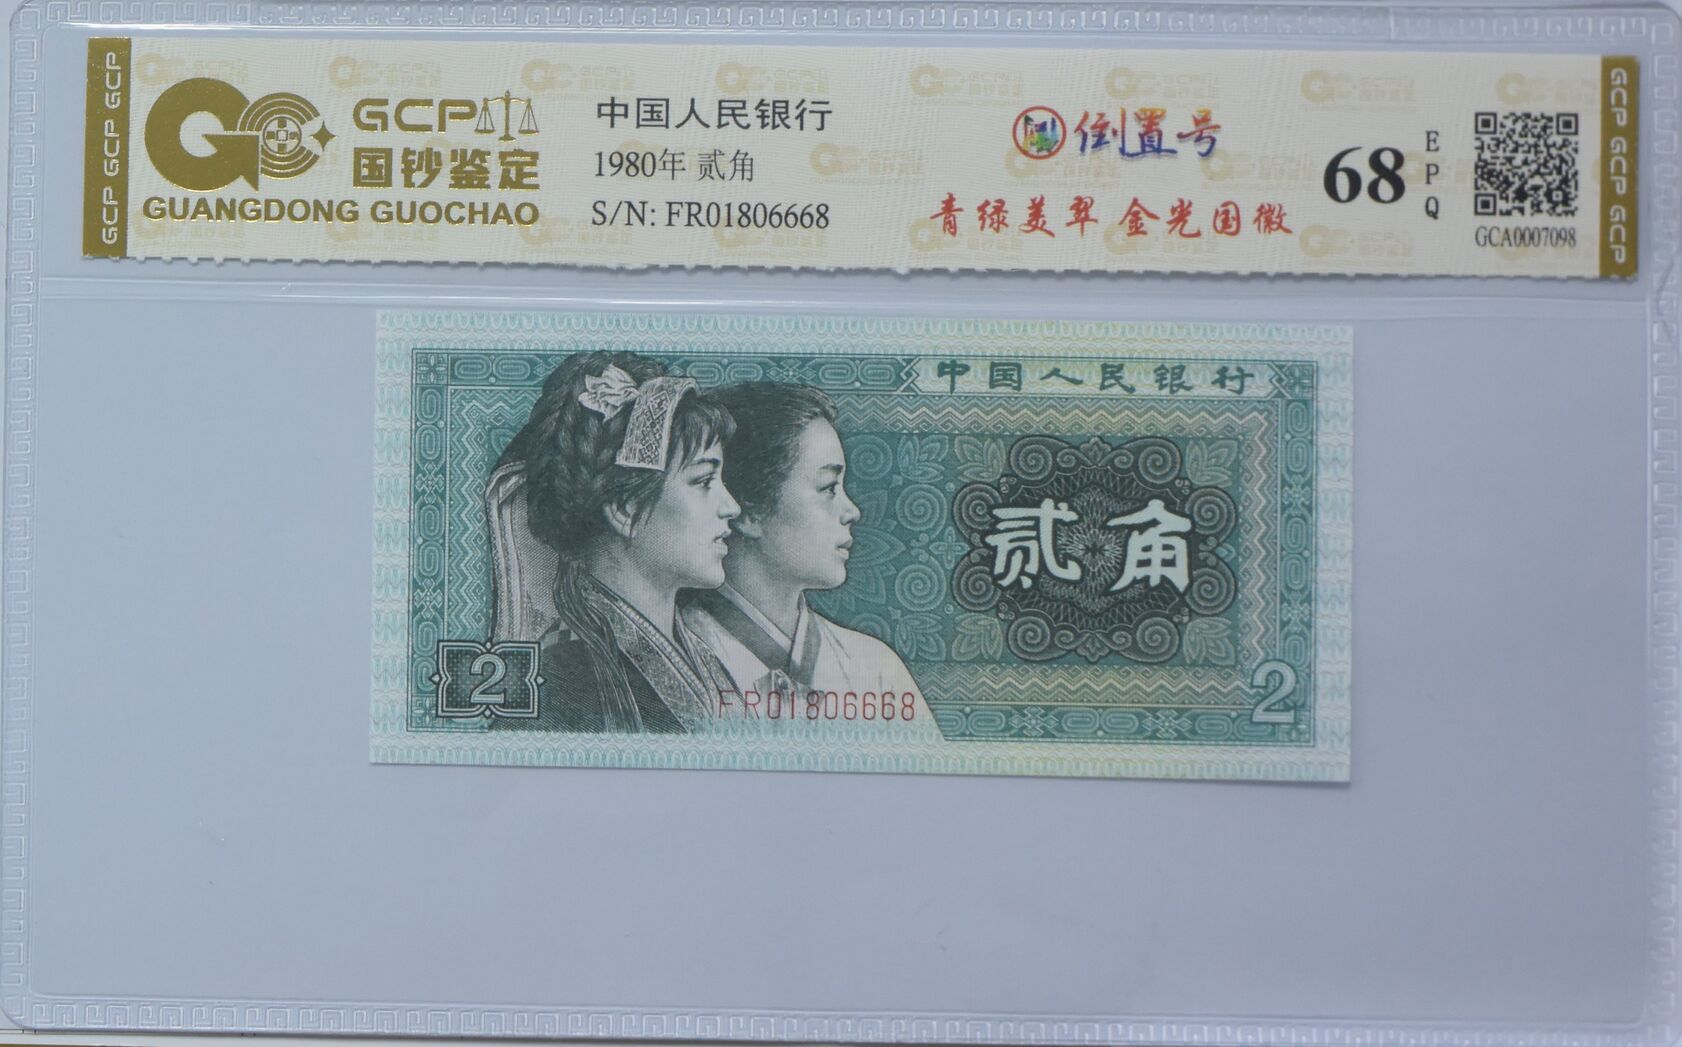 GCP GCP GCP
GCP
国钞鉴定
GUANGDONG GUOCHAO
中国人民银行
1980年 贰角
S/N: FR01806668
倒置号
青绿美翠 金光国徽
68
EPQ
GCA0007098
GCP GCP GCP
中国人民银行
贰角
2
FR01806668
2